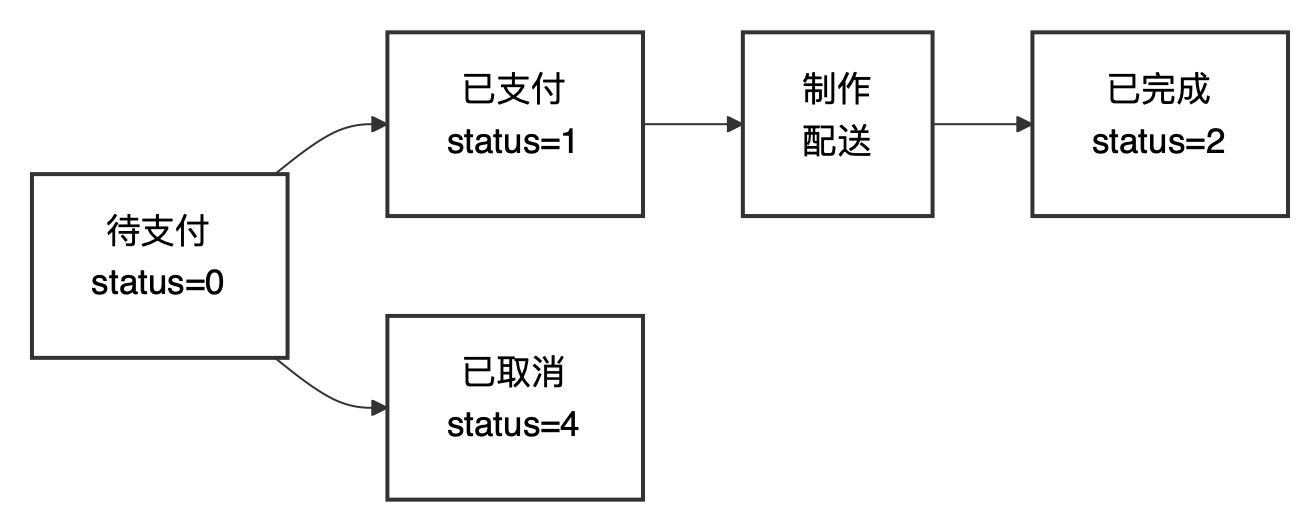 待支付
status=0
已支付
status=1
制作
配送
已完成
status=2
已取消
status=4